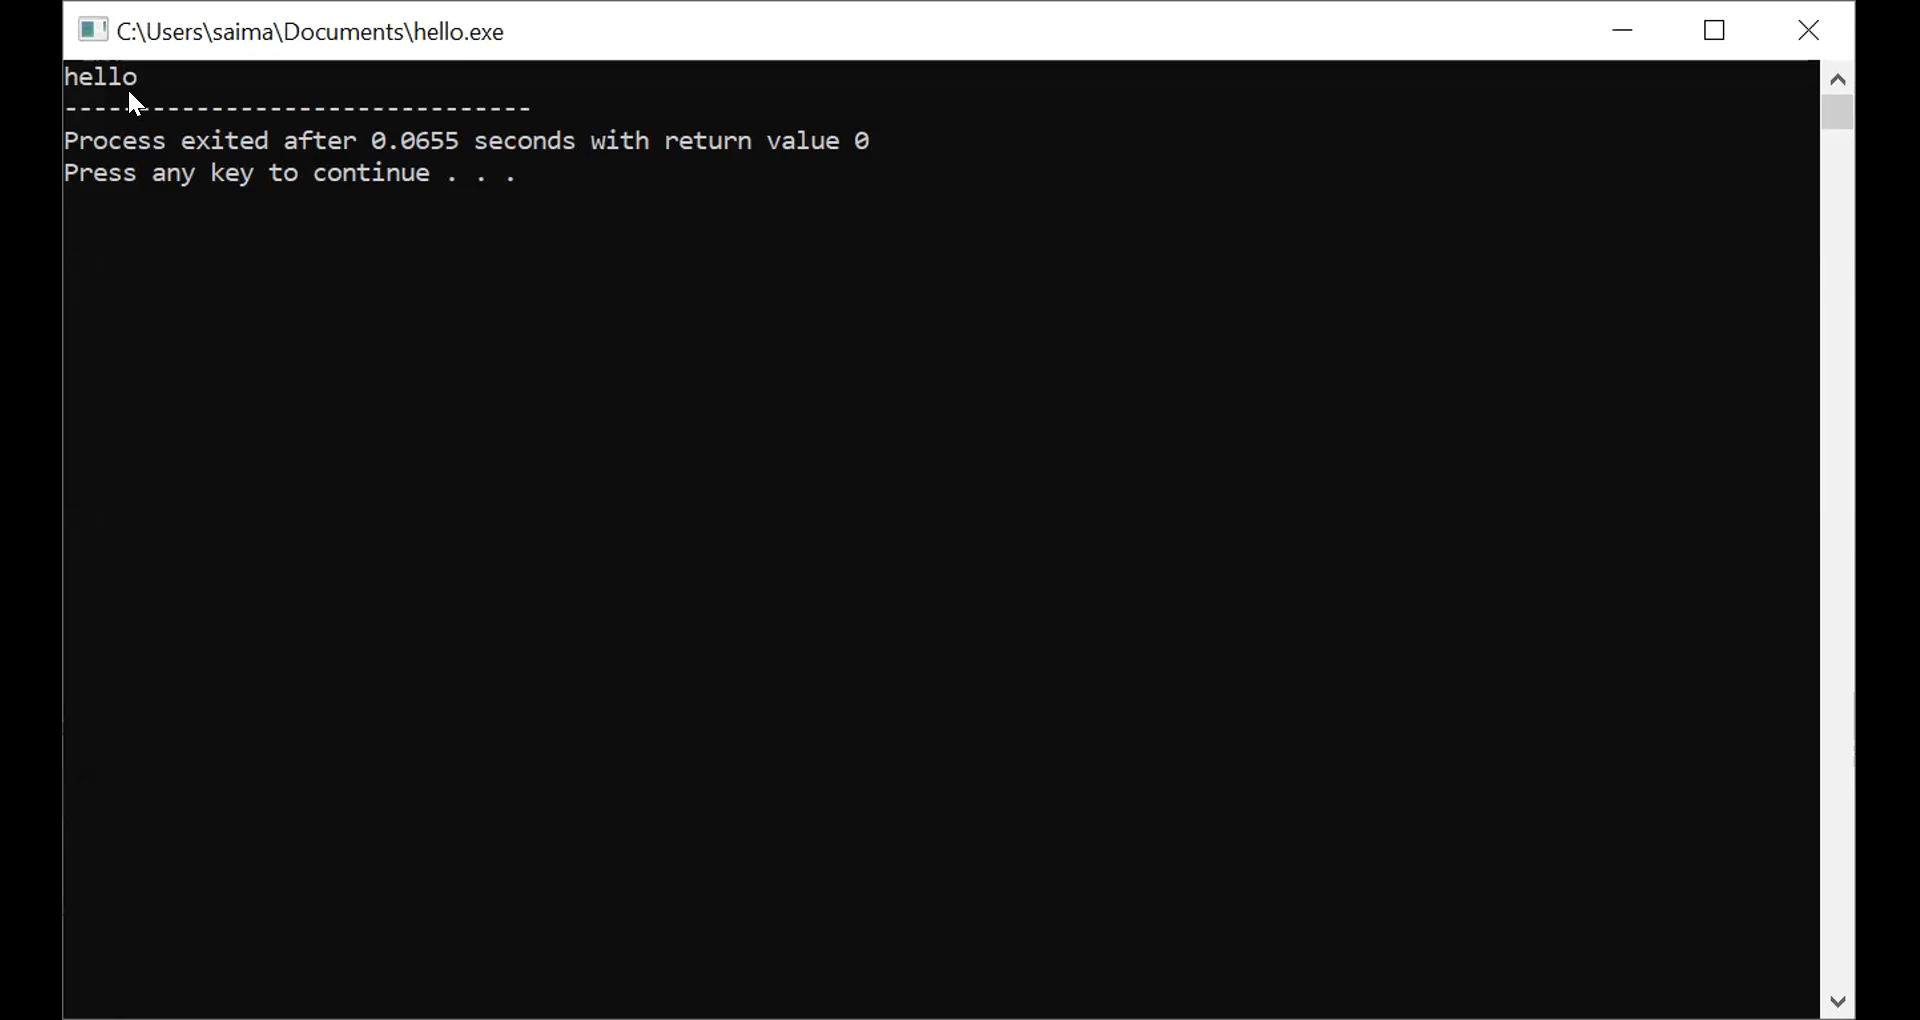 C:\Users\saima\Documents\hello.exe
hello
--------------------------------
Process exited after 0.0655 seconds with return value 0
Press any key to continue . . .